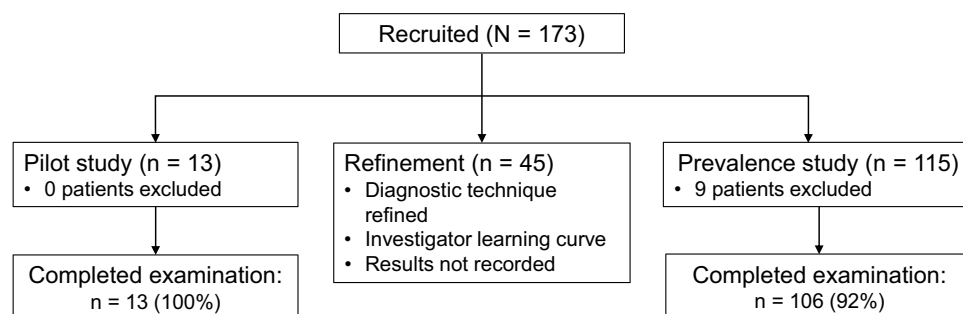 Recruited (N = 173)
Pilot study (n = 13)
• 0 patients excluded
Refinement (n = 45)
• Diagnostic technique
refined
• Investigator learning curve
• Results not recorded
Prevalence study (n = 115)
• 9 patients excluded
Completed examination:
n = 13 (100%)
Completed examination:
n = 106 (92%)